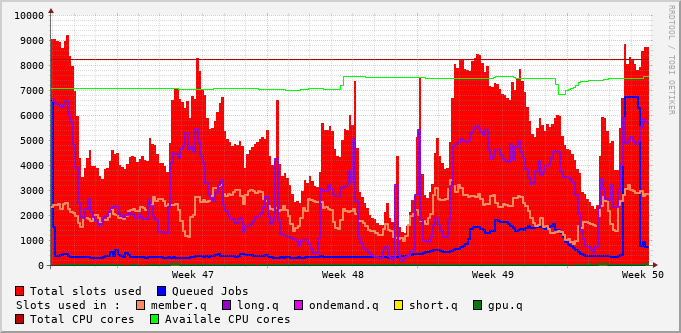 10000
9000
8000
7000
6000
5000
4000
3000
2000
1000
0
Week 47 Week 48 Week 49 Week 50
RRDTOOL / TOBI OETIKER
Total slots used Queued Jobs
Slots used in : member.q long.q ondemand.q short.q gpu.q
Total CPU cores Availale CPU cores